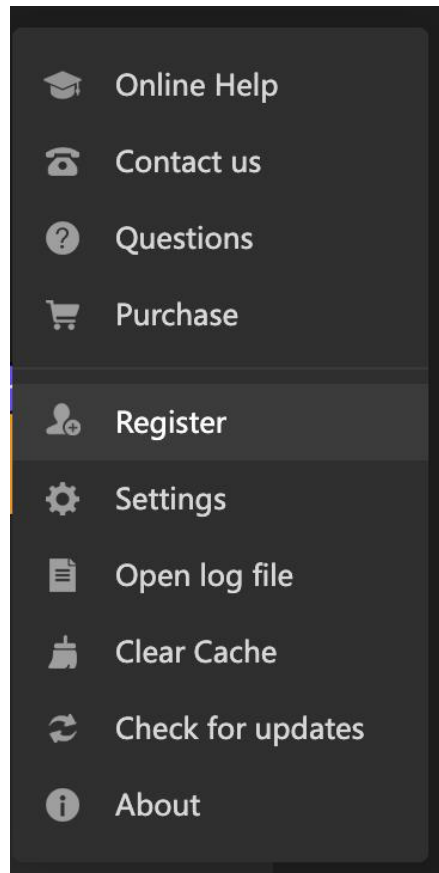 Online Help
Contact us
Questions
Purchase
Register
Settings
Open log file
Clear Cache
Check for updates
About